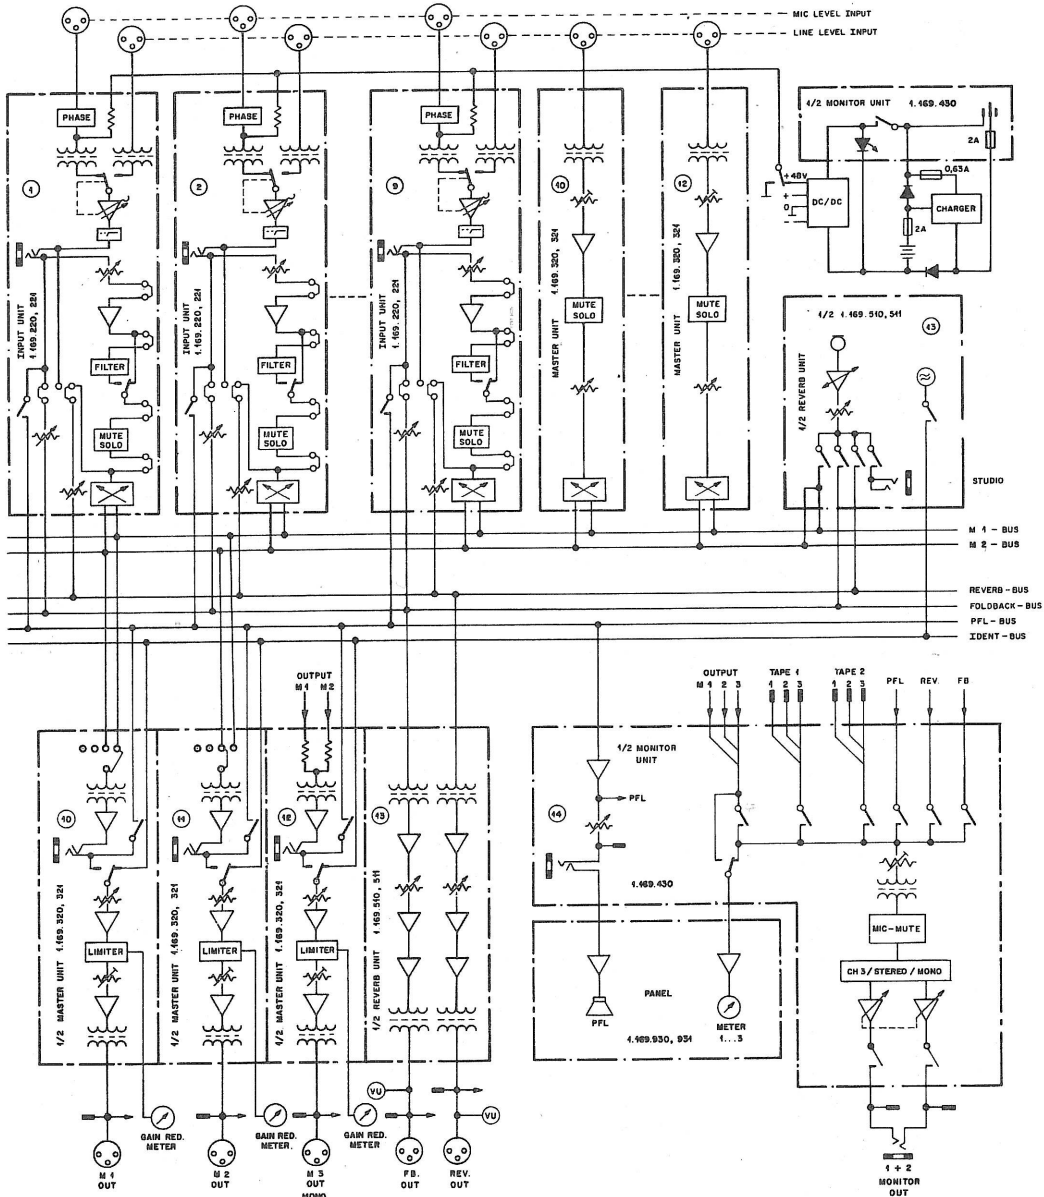 MIC LEVEL INPUT
LINE LEVEL INPUT
PHASE
PHASE
PHASE
1
2
9
10
12
1/2 MONITOR UNIT 1.169.430
2A
0,63A
+48V
+
0
DC/DC
CHARGER
2A
INPUT UNIT
1.169.220, 221
INPUT UNIT
1.169.220, 221
INPUT UNIT
1.169.220, 221
MASTER UNIT 1.169.320, 321
MASTER UNIT 1.169.320, 321
MUTE
SOLO
MUTE
SOLO
FILTER
FILTER
FILTER
MUTE
SOLO
MUTE
SOLO
MUTE
SOLO
1/2 1.169.510, 511
13
1/2 REVERB UNIT
STUDIO
M 1 - BUS
M 2 - BUS
REVERB - BUS
FOLDBACK - BUS
PFL - BUS
IDENT - BUS
OUTPUT
M 1 M 2
OUTPUT
M 1 2 3
TAPE 1
1 2 3
TAPE 2
1 2 3
PFL
REV.
FB
1/2 MONITOR
UNIT
PFL
14
1.169.430
10
11
12
13
1/2 MASTER UNIT 1.169.320, 321
1/2 MASTER UNIT 1.169.320, 321
1/2 MASTER UNIT 1.169.320, 321
1/2 REVERB UNIT 1.169.510, 511
LIMITER
LIMITER
LIMITER
MIC-MUTE
CH 3 / STEREO / MONO
PANEL
PFL
METER
1...3
1.169.930, 931
VU
VU
GAIN RED.
METER
GAIN RED.
METER.
GAIN RED.
METER
M 1
OUT
M 2
OUT
M 3
OUT
MONO
FB.
OUT
REV.
OUT
1 + 2
MONITOR
OUT